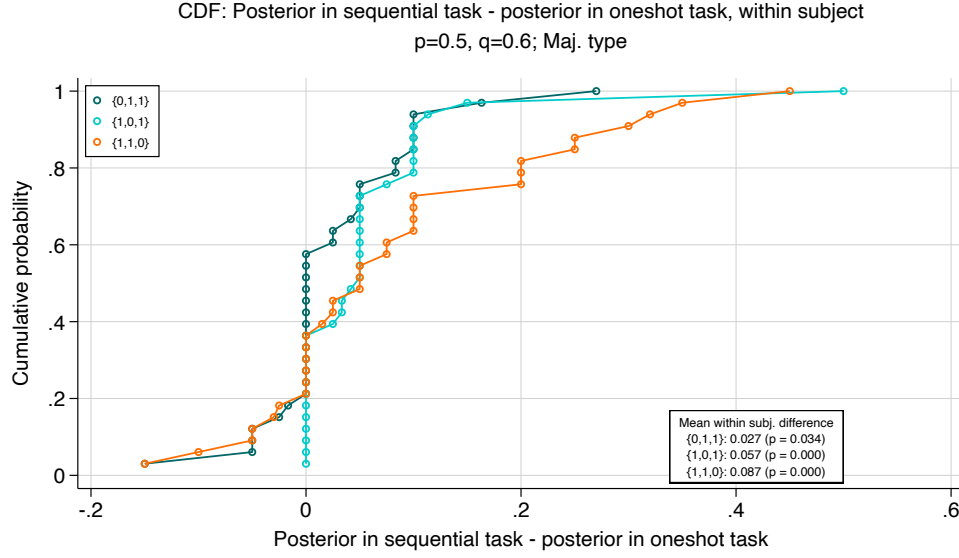 CDF: Posterior in sequential task - posterior in oneshot task, within subject
p=0.5, q=0.6; Maj. type
{0,1,1}
{1,0,1}
{1,1,0}
Cumulative probability
1
.8
.6
.4
.2
0
Mean within subj. difference
{0,1,1}: 0.027 (p = 0.034)
{1,0,1}: 0.057 (p = 0.000)
{1,1,0}: 0.087 (p = 0.000)
-.2 0 .2 .4 .6
Posterior in sequential task - posterior in oneshot task